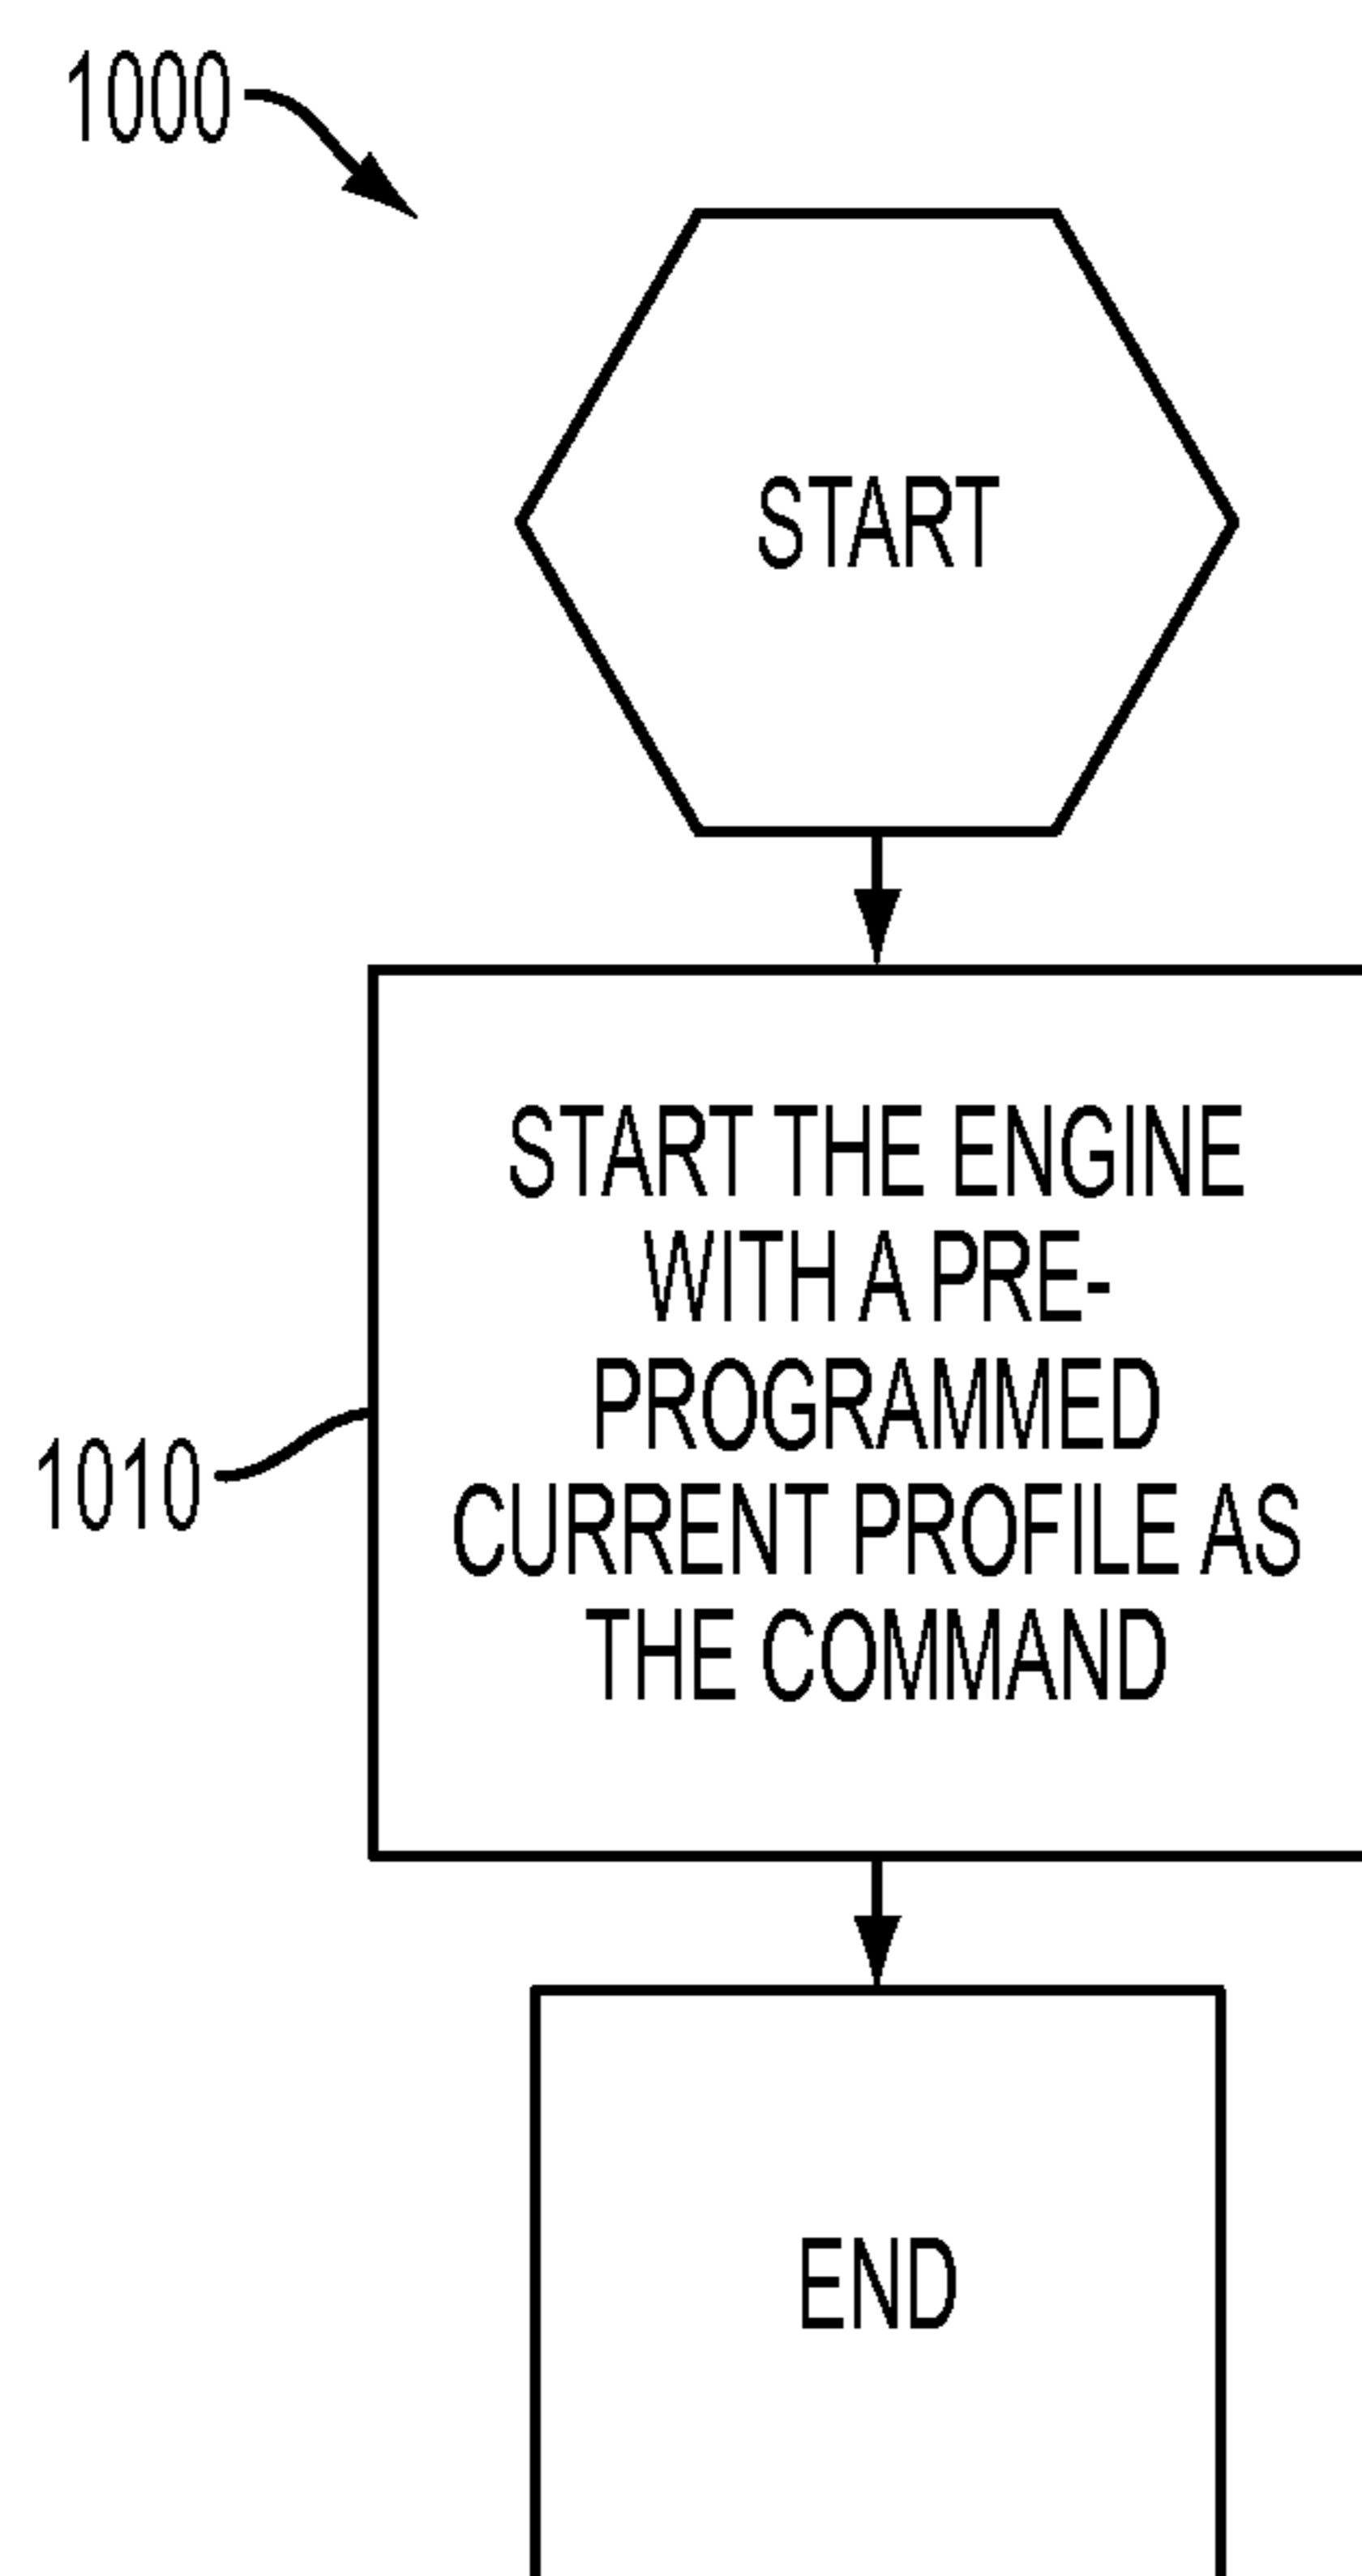 1000
START
START THE ENGINE
WITH A PRE-
PROGRAMMED
CURRENT PROFILE AS
THE COMMAND
1010
END